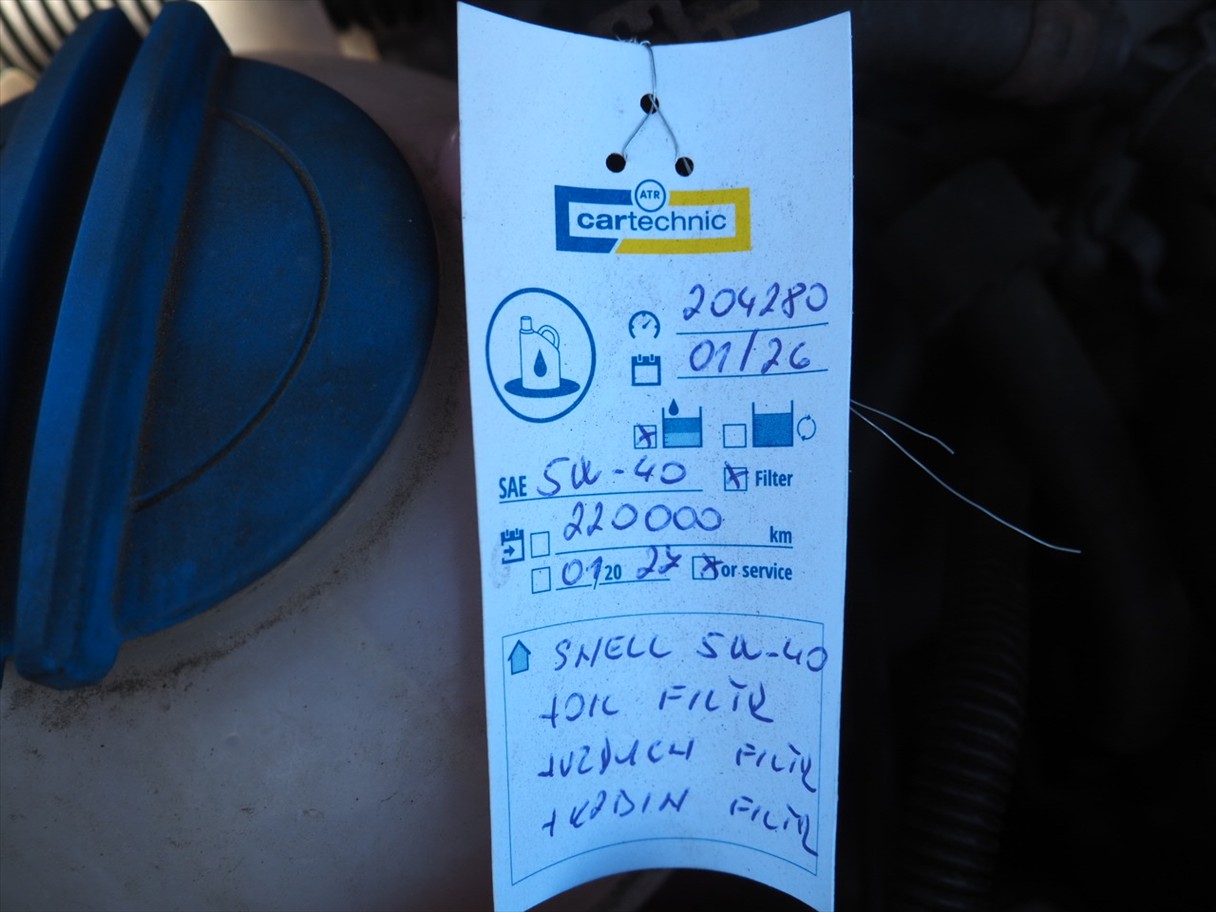 ATR
cartechnic
204280
01/26
SAE 5W-40 Filter
220000 km
01/20 27 or service
SHELL 5W-40
+OIL FILTR
+VZDUCH FILTR
+KABIN FILTR